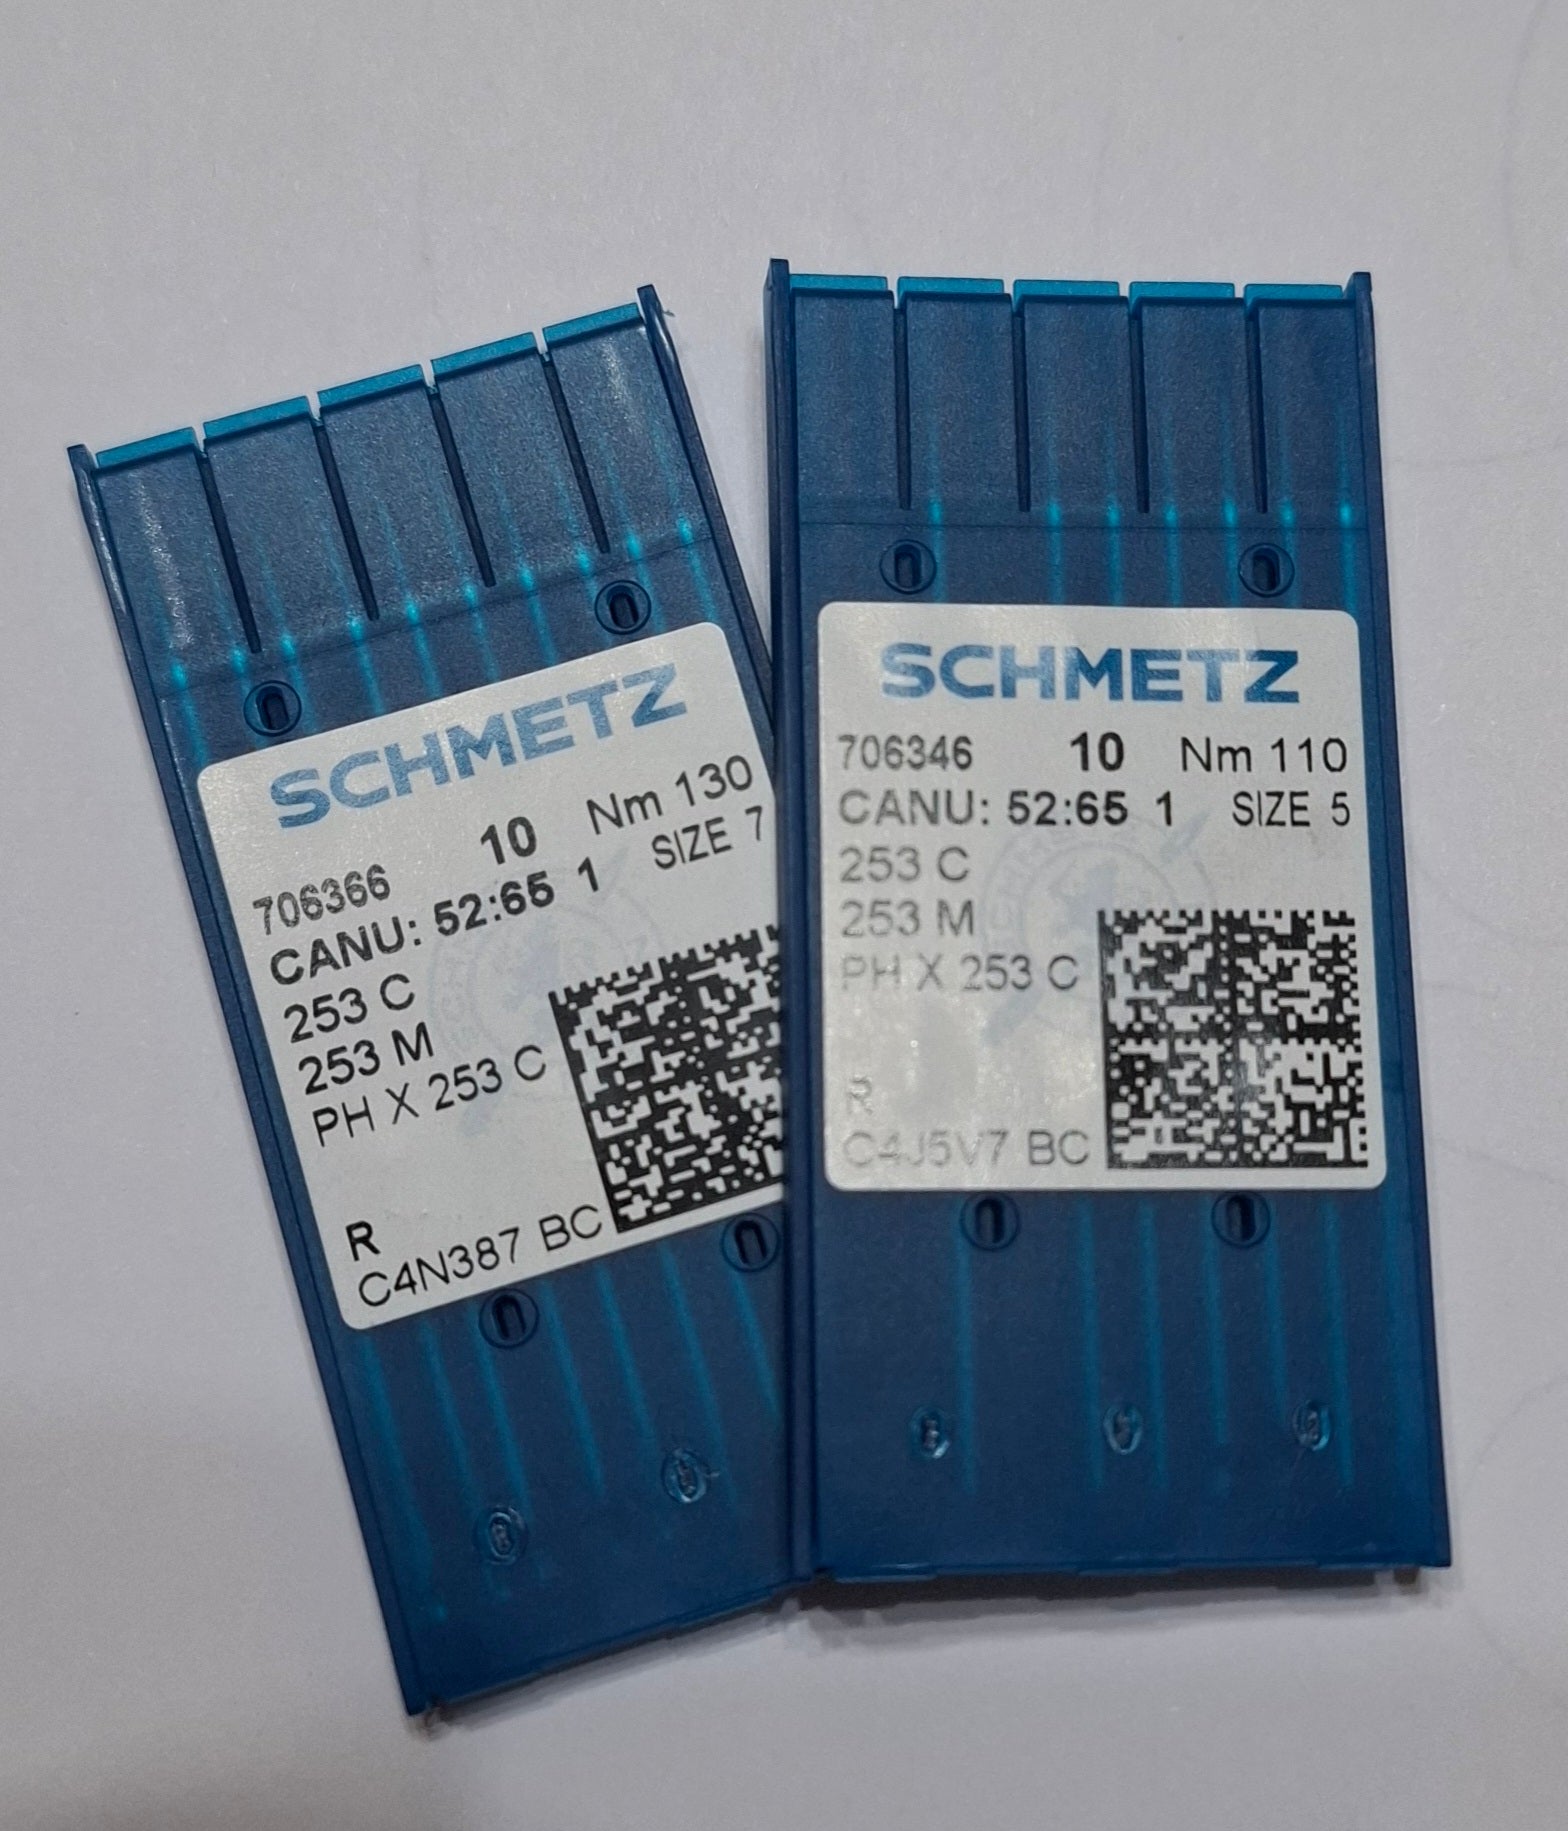 SCHMETZ
706366 10 Nm 130
CANU: 52:65 1 SIZE 7
253 C
253 M
PH X 253 C
R
C4N387 BC
SCHMETZ
706346 10 Nm 110
CANU: 52:65 1 SIZE 5
253 C
253 M
PH X 253 C
R
C4J5V7 BC